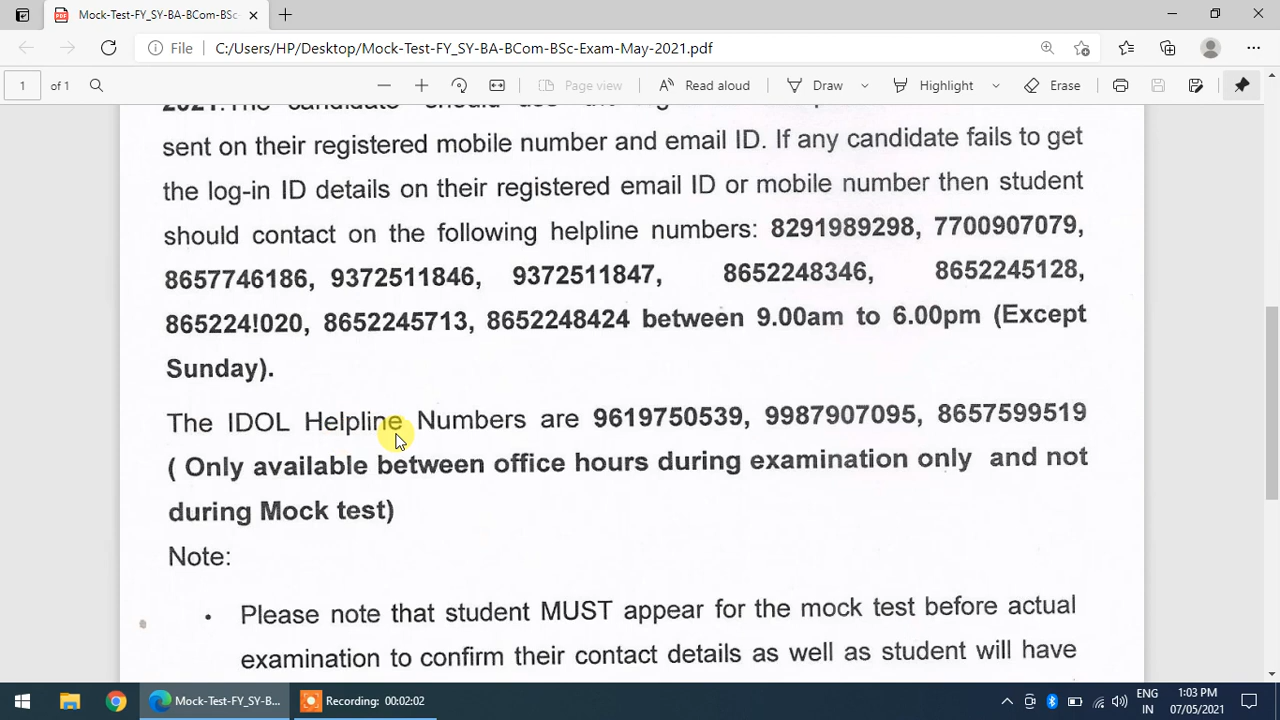 Mock-Test-FY_SY-BA-BCom-BSc-
File C:/Users/HP/Desktop/Mock-Test-FY_SY-BA-BCom-BSc-Exam-May-2021.pdf
1 of 1 Page view Read aloud Draw Highlight Erase
2021.The candidate should use the
sent on their registered mobile number and email ID. If any candidate fails to get
the log-in ID details on their registered email ID or mobile number then student
should contact on the following helpline numbers: 8291989298, 7700907079,
8657746186, 9372511846, 9372511847, 8652248346, 8652245128,
865224!020, 8652245713, 8652248424 between 9.00am to 6.00pm (Except
Sunday).
The IDOL Helpline Numbers are 9619750539, 9987907095, 8657599519
( Only available between office hours during examination only and not
during Mock test)
Note:
• Please note that student MUST appear for the mock test before actual
examination to confirm their contact details as well as student will have
Mock-Test-FY_SY-B... Recording: 00:02:02 ENG 1:03 PM
IN 07/05/2021